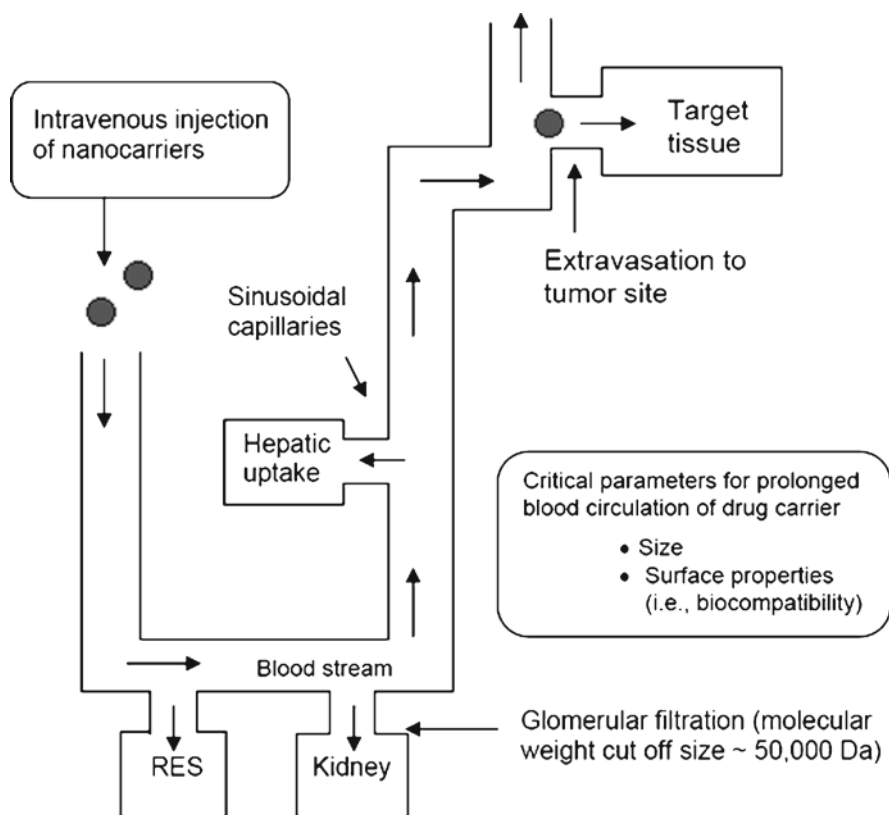 Intravenous injection
of nanocarriers
Target
tissue
Extravasation to
tumor site
Sinusoidal
capillaries
Hepatic
uptake
Critical parameters for prolonged
blood circulation of drug carrier
• Size
• Surface properties
(i.e., biocompatibility)
Blood stream
Glomerular filtration (molecular
weight cut off size ~ 50,000 Da)
RES
Kidney